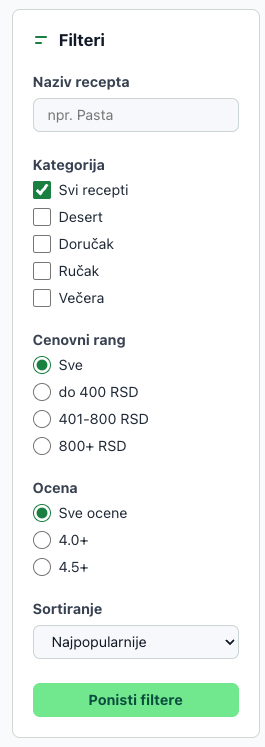 Filteri
Naziv recepta
npr. Pasta
Kategorija
Svi recepti
Desert
Doručak
Ručak
Večera
Cenovni rang
Sve
do 400 RSD
401-800 RSD
800+ RSD
Ocena
Sve ocene
4.0+
4.5+
Sortiranje
Najpopularnije
Ponisti filtere